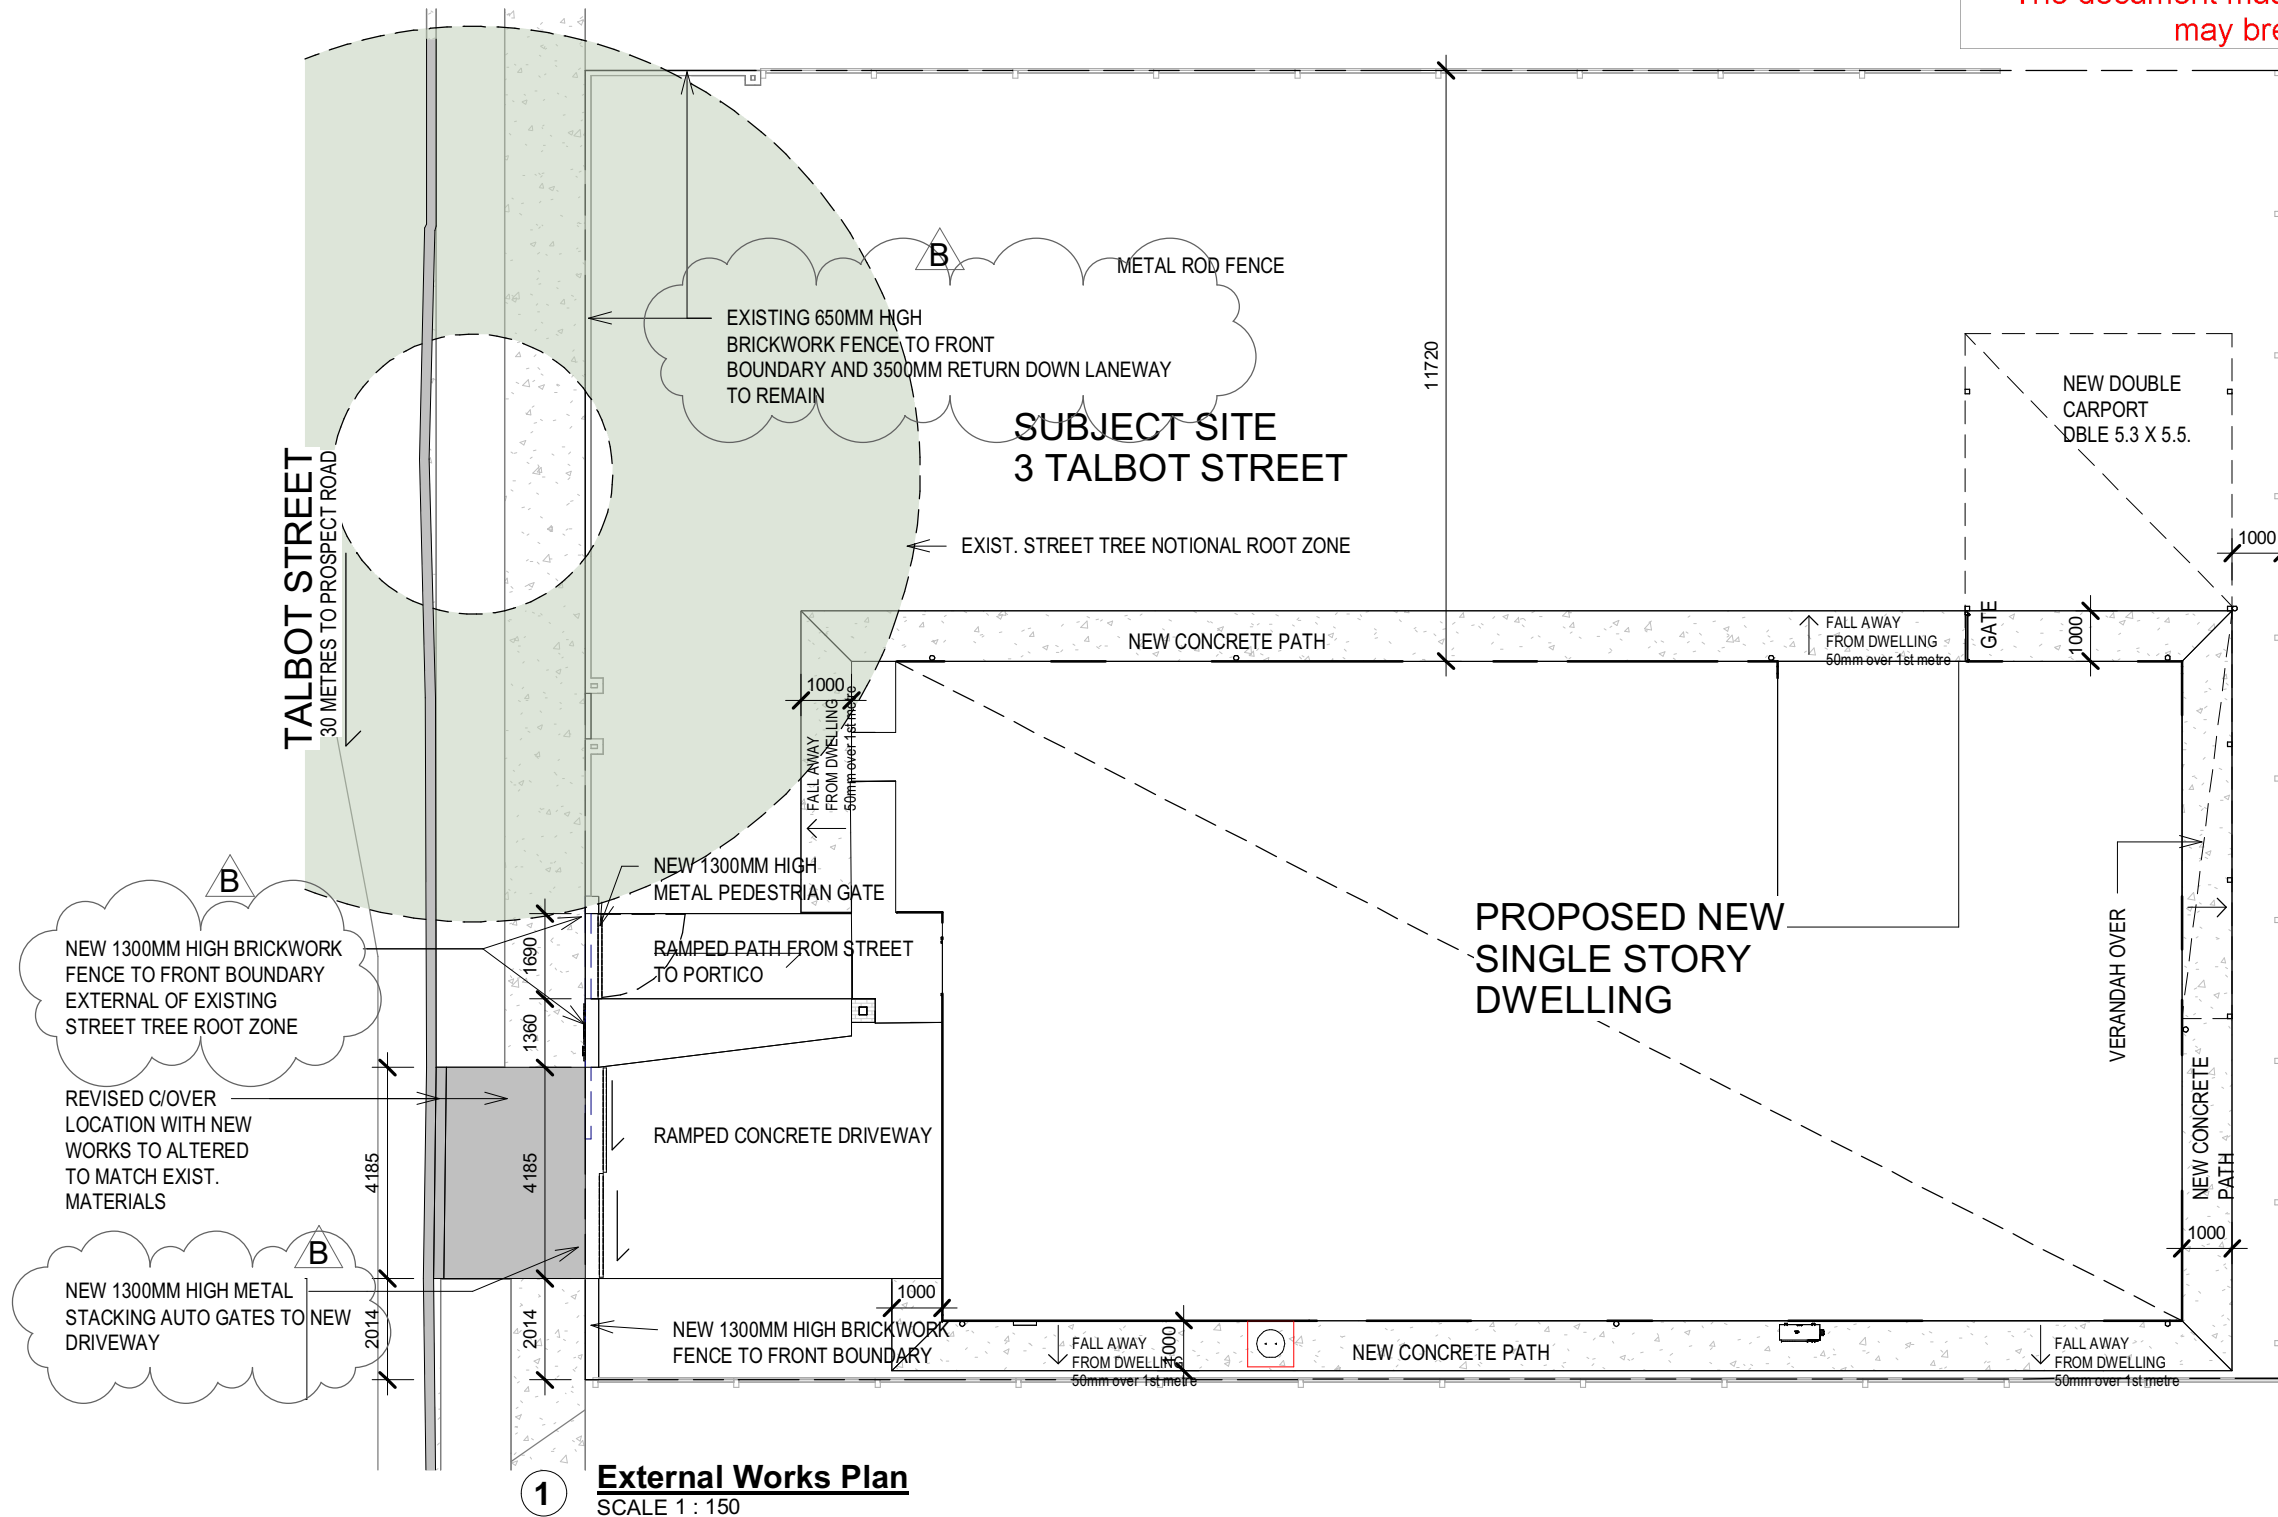 The document mus
may bre
B
METAL ROD FENCE
EXISTING 650MM HIGH
BRICKWORK FENCE TO FRONT
BOUNDARY AND 3500MM RETURN DOWN LANEWAY
TO REMAIN
11720
SUBJECT SITE
3 TALBOT STREET
NEW DOUBLE
CARPORT
DBLE 5.3 X 5.5.
1000
TALBOT STREET
30 METRES TO PROSPECT ROAD
EXIST. STREET TREE NOTIONAL ROOT ZONE
NEW CONCRETE PATH
FALL AWAY
FROM DWELLING
50mm over 1st metre
GATE
1000
1000
FALL AWAY
FROM DWELLING
50mm over 1st metre
NEW 1300MM HIGH
METAL PEDESTRIAN GATE
B
NEW 1300MM HIGH BRICKWORK
FENCE TO FRONT BOUNDARY
EXTERNAL OF EXISTING
STREET TREE ROOT ZONE
1690
RAMPED PATH FROM STREET
TO PORTICO
1360
PROPOSED NEW
SINGLE STORY
DWELLING
VERANDAH OVER
REVISED C/OVER
LOCATION WITH NEW
WORKS TO ALTERED
TO MATCH EXIST.
MATERIALS
4185
4185
RAMPED CONCRETE DRIVEWAY
NEW CONCRETE
PATH
1000
B
NEW 1300MM HIGH METAL
STACKING AUTO GATES TO NEW
DRIVEWAY
2014
2014
1000
NEW 1300MM HIGH BRICKWORK
FENCE TO FRONT BOUNDARY
FALL AWAY
FROM DWELLING
50mm over 1st metre
1000
NEW CONCRETE PATH
FALL AWAY
FROM DWELLING
50mm over 1st metre
1
External Works Plan
SCALE 1 : 150